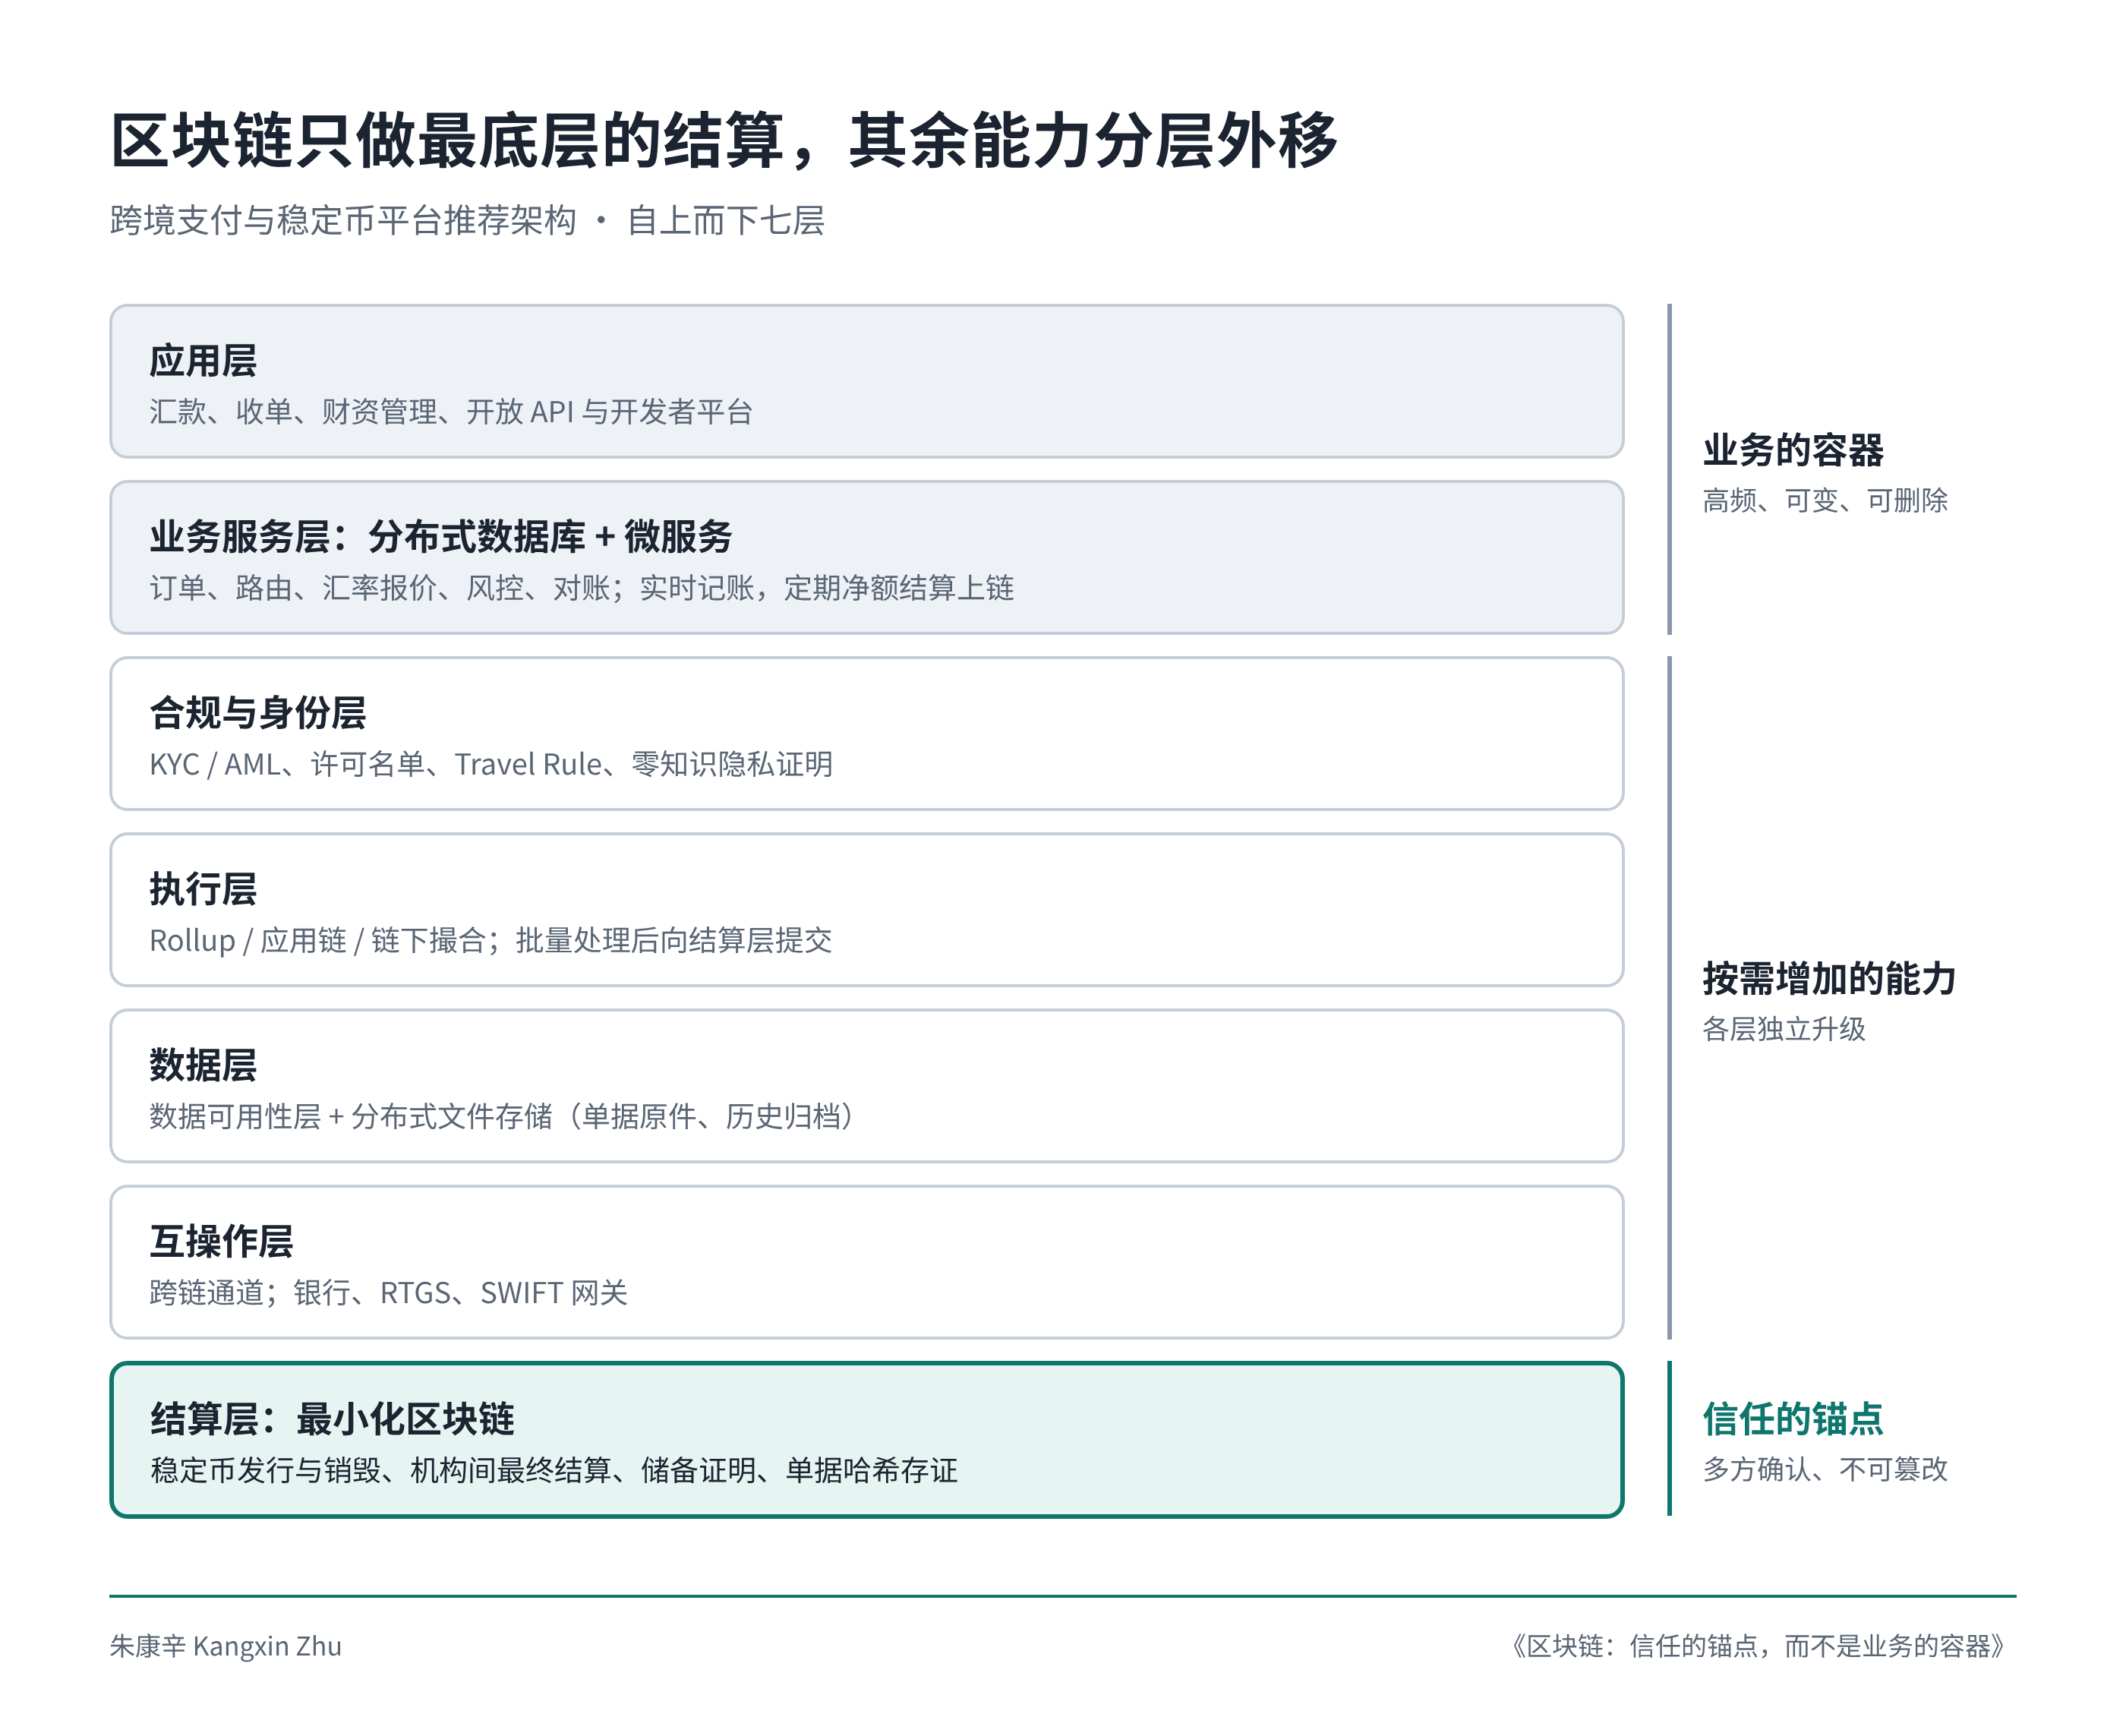 区块链只做最底层的结算，其余能力分层外移
跨境支付与稳定币平台推荐架构 · 自上而下七层
应用层
汇款、收单、财资管理、开放 API 与开发者平台
业务服务层：分布式数据库 + 微服务
订单、路由、汇率报价、风控、对账；实时记账，定期净额结算上链
业务的容器
高频、可变、可删除
合规与身份层
KYC / AML、许可名单、Travel Rule、零知识隐私证明
执行层
Rollup / 应用链 / 链下撮合；批量处理后向结算层提交
数据层
数据可用性层 + 分布式文件存储（单据原件、历史归档）
互操作层
跨链通道；银行、RTGS、SWIFT 网关
按需增加的能力
各层独立升级
结算层：最小化区块链
稳定币发行与销毁、机构间最终结算、储备证明、单据哈希存证
信任的锚点
多方确认、不可篡改
朱康辛 Kangxin Zhu
《区块链：信任的锚点，而不是业务的容器》